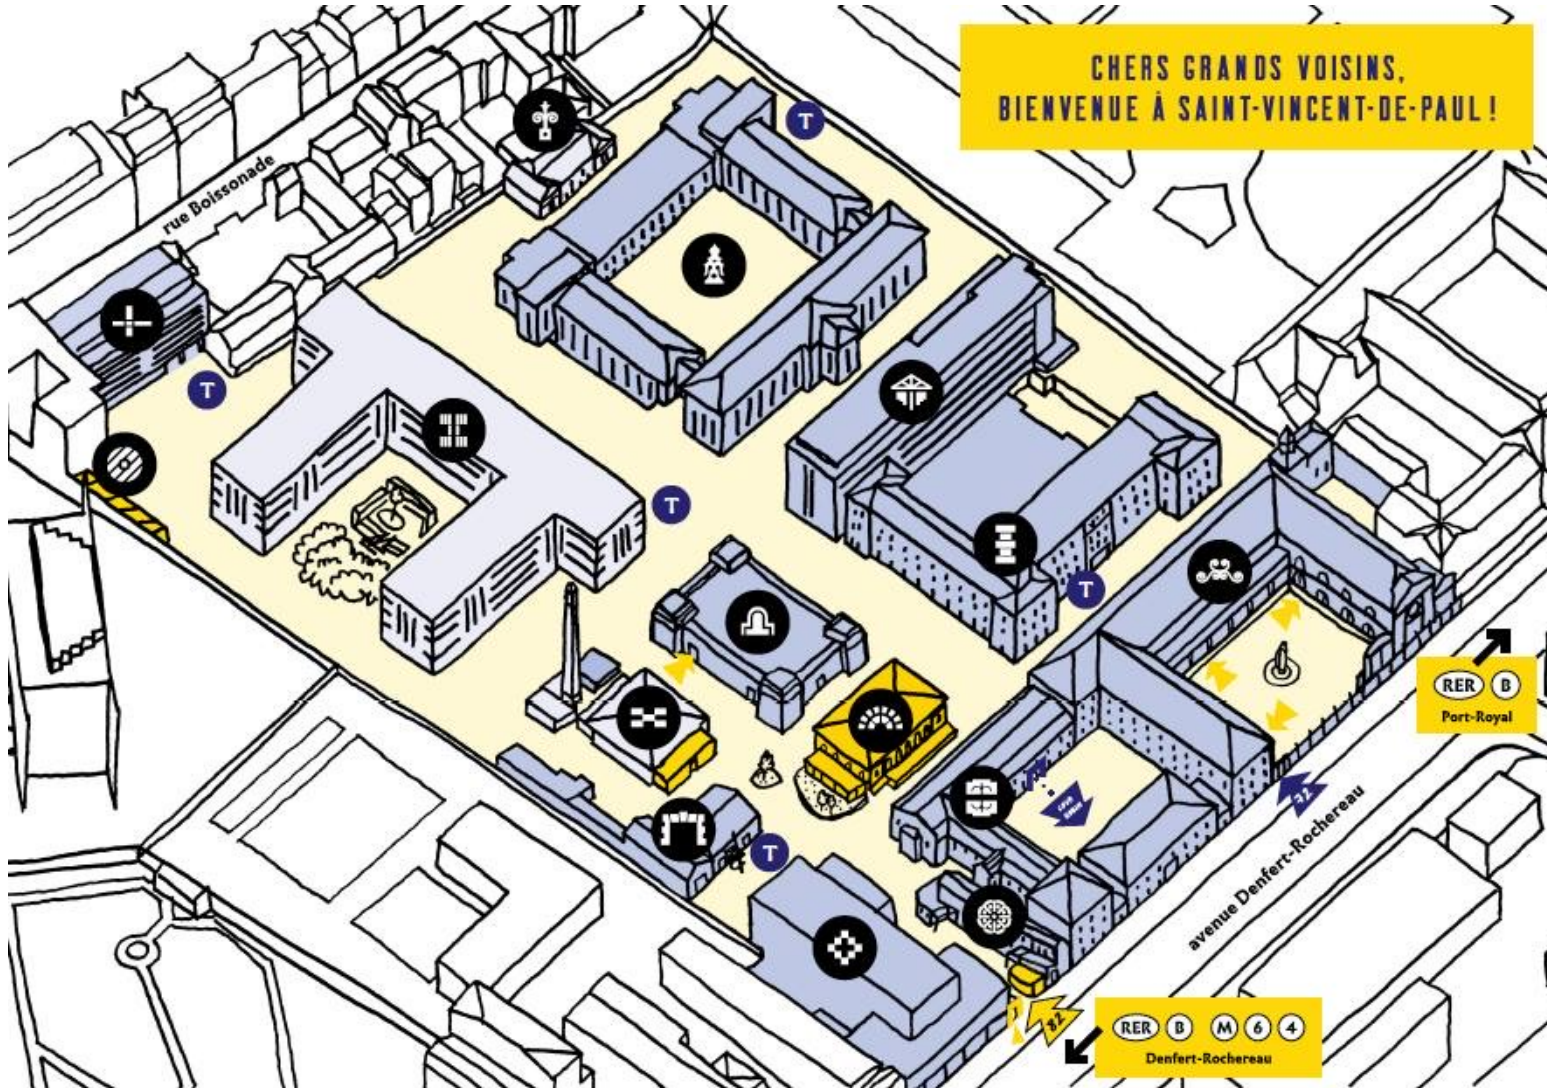 CHERS GRANDS VOISINS,
BIENVENUE À SAINT-VINCENT-DE-PAUL !
T
rue Boissonade
T
T
T
RER B
Port-Royal
72
T
avenue Denfert-Rochereau
82
RER B M 6 4
Denfert-Rochereau